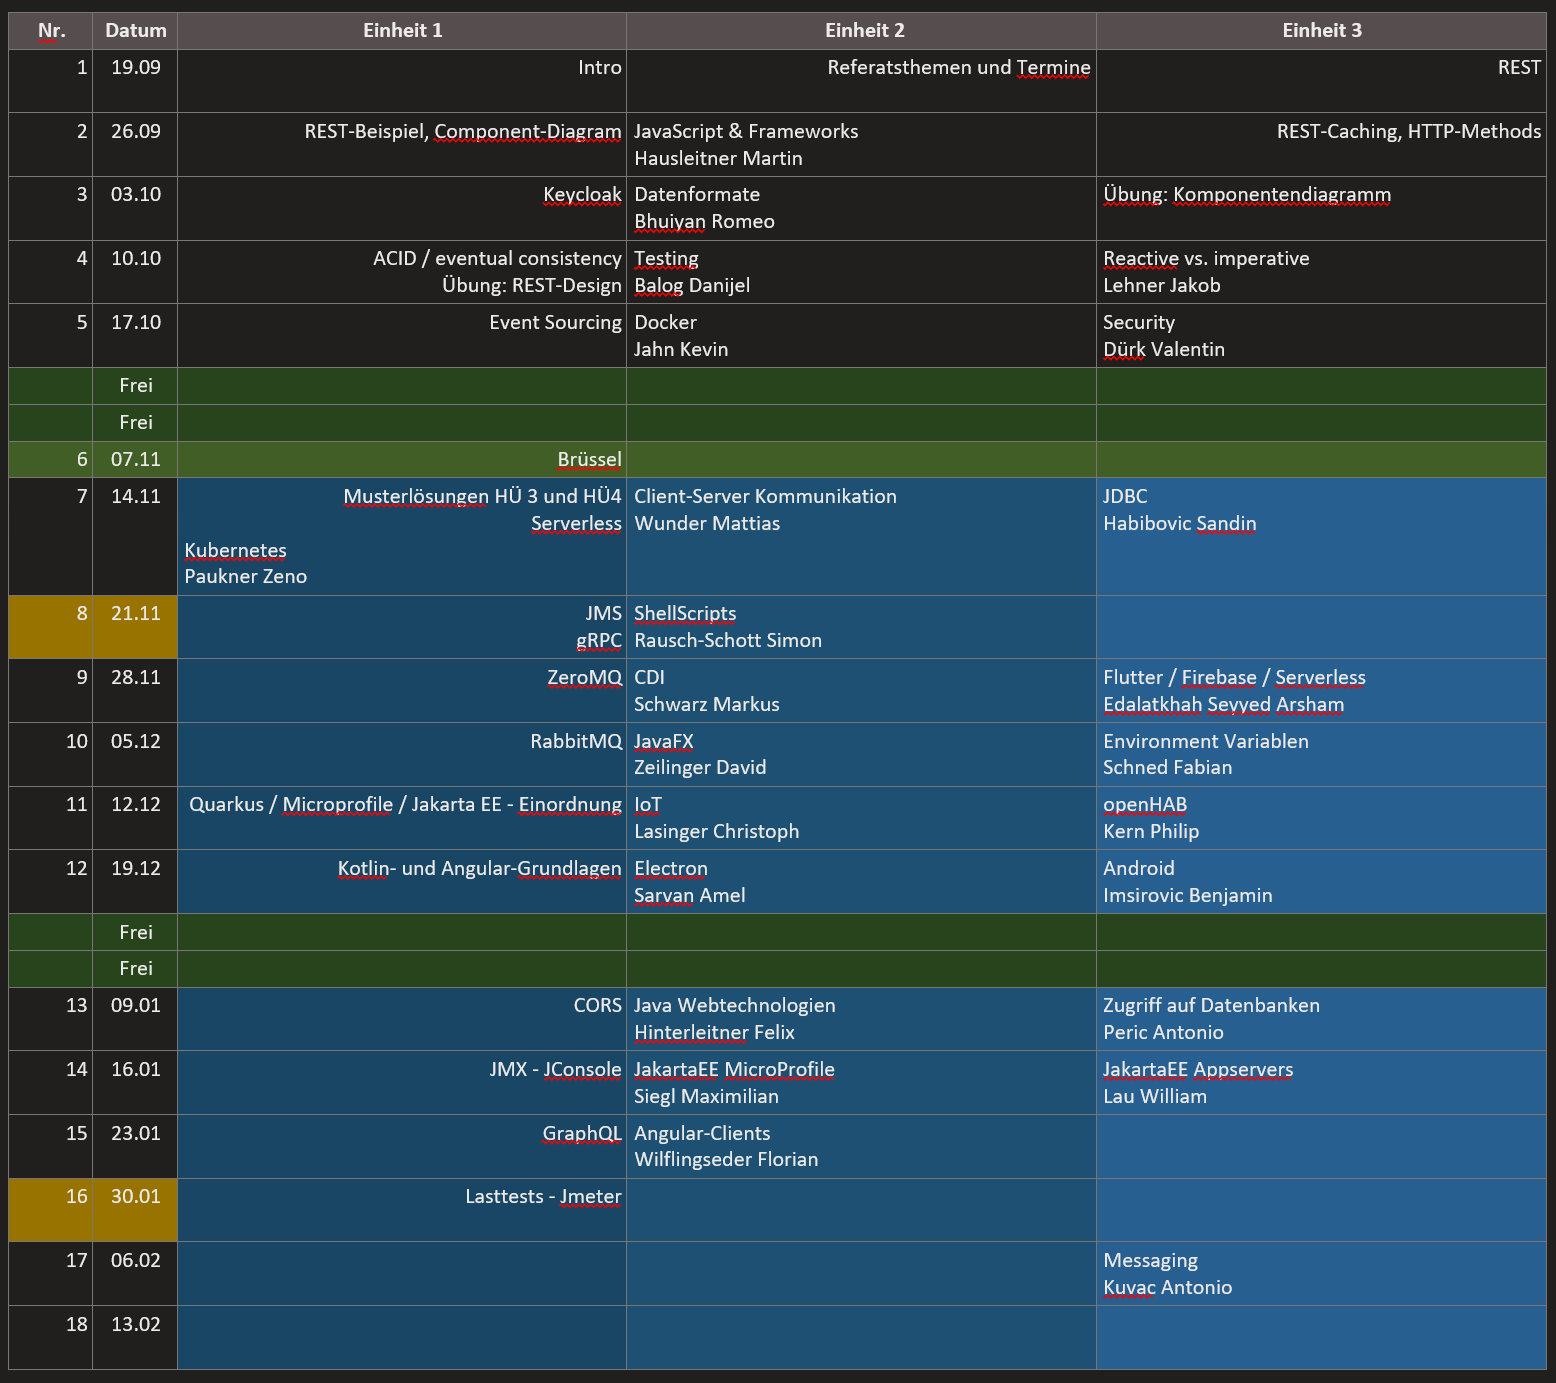 Nr. Datum Einheit 1 Einheit 2 Einheit 3
1 19.09 Intro Referatsthemen und Termine REST
2 26.09 REST-Beispiel, Component-Diagram JavaScript & Frameworks REST-Caching, HTTP-Methods
Hausleitner Martin
3 03.10 Keycloak Datenformate Übung: Komponentendiagramm
Bhuiyan Romeo
4 10.10 ACID / eventual consistency Testing Reactive vs. imperative
Übung: REST-Design Balog Danijel Lehner Jakob
5 17.10 Event Sourcing Docker Security
Jahn Kevin Dürk Valentin
Frei
Frei
6 07.11 Brüssel
7 14.11 Musterlösungen HÜ 3 und HÜ4 Client-Server Kommunikation JDBC
Serverless Wunder Mattias Habibovic Sandin
Kubernetes
Paukner Zeno
8 21.11 JMS ShellScripts
gRPC Rausch-Schott Simon
9 28.11 ZeroMQ CDI Flutter / Firebase / Serverless
Schwarz Markus Edalatkhah Seyyed Arsham
10 05.12 RabbitMQ JavaFX Environment Variablen
Zeilinger David Schned Fabian
11 12.12 Quarkus / Microprofile / Jakarta EE - Einordnung IoT openHAB
Lasinger Christoph Kern Philip
12 19.12 Kotlin- und Angular-Grundlagen Electron Android
Sarvan Amel Imsirovic Benjamin
Frei
Frei
13 09.01 CORS Java Webtechnologien Zugriff auf Datenbanken
Hinterleitner Felix Peric Antonio
14 16.01 JMX - JConsole JakartaEE MicroProfile JakartaEE Appservers
Siegl Maximilian Lau William
15 23.01 GraphQL Angular-Clients
Wilflingseder Florian
16 30.01 Lasttests - Jmeter
17 06.02 Messaging
Kuvac Antonio
18 13.02